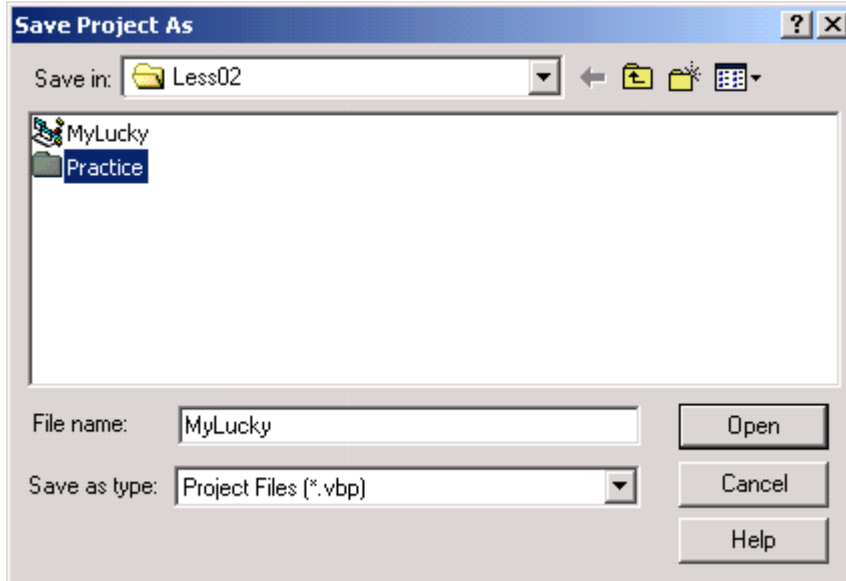 Save Project As
Save in: Less02
MyLucky
Practice
File name: MyLucky Open
Save as type: Project Files (*.vbp) Cancel
Help